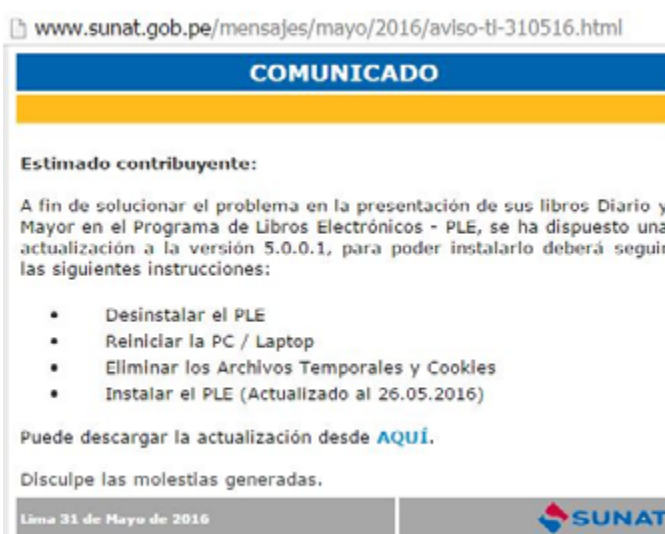 www.sunat.gob.pe/mensajes/mayo/2016/aviso-ti-310516.html
COMUNICADO
Estimado contribuyente:
A fin de solucionar el problema en la presentación de sus libros Diario y
Mayor en el Programa de Libros Electrónicos - PLE, se ha dispuesto una
actualización a la versión 5.0.0.1, para poder instalarlo deberá seguir
las siguientes instrucciones:
• Desinstalar el PLE
• Reiniciar la PC / Laptop
• Eliminar los Archivos Temporales y Cookies
• Instalar el PLE (Actualizado al 26.05.2016)
Puede descargar la actualización desde AQUÍ.
Disculpe las molestias generadas.
Lima 31 de Mayo de 2016
SUNAT